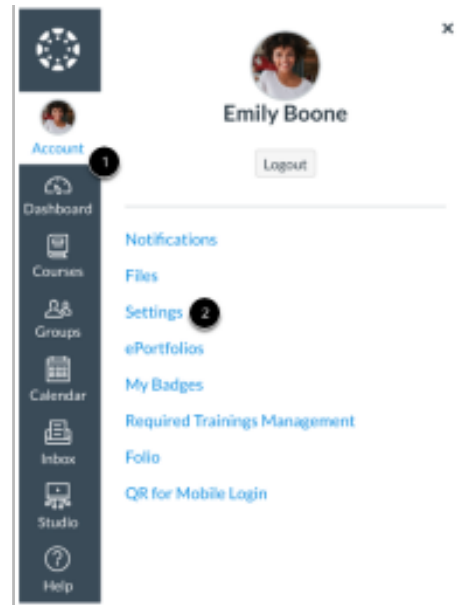 ×
Emily Boone
Logout
Account
1
Dashboard
Courses
Groups
Calendar
Inbox
Studio
?
Help
Notifications
Files
Settings 2
ePortfolios
My Badges
Required Trainings Management
Folio
QR for Mobile Login